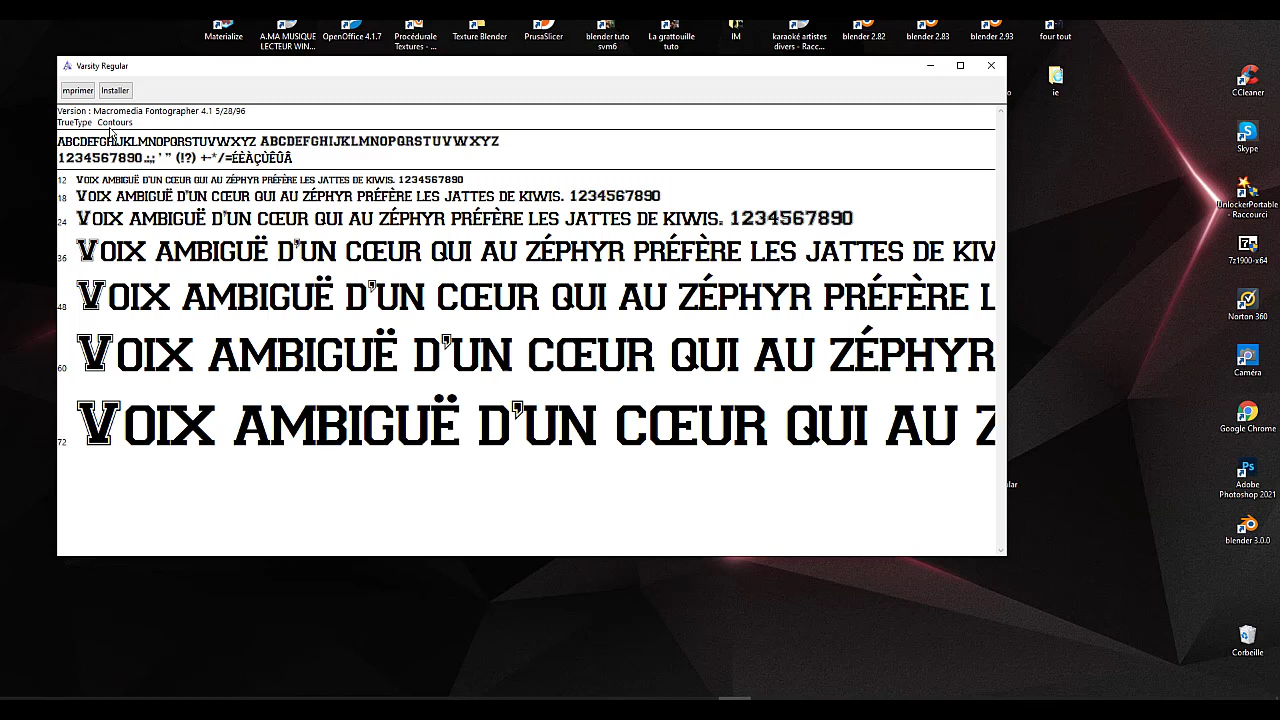 Materialize
A.MA MUSIQUE
LECTEUR WIN...
OpenOffice 4.1.7
Procédurale
Textures - ...
Texture Blender
PrusaSlicer
blender tuto
svm6
La grattouille
tuto
IM
karaoké artistes
divers - Racc...
blender 2.82
blender 2.83
blender 2.93
four tout
Varsity Regular
mprimer
Installer
Version : Macromedia Fontographer 4.1 5/28/96
TrueType Contours
ABCDEFGHIJKLMNOPQRSTUVWXYZ ABCDEFGHIJKLMNOPQRSTUVWXYZ
1234567890.:,; ' " (!?) +-*/=ÉÈÀÇÙÊÛÂ
12 VOIX AMBIGUË D'UN CŒUR QUI AU ZÉPHYR PRÉFÈRE LES JATTES DE KIWIS. 1234567890
18 VOIX AMBIGUË D'UN CŒUR QUI AU ZÉPHYR PRÉFÈRE LES JATTES DE KIWIS. 1234567890
24 VOIX AMBIGUË D'UN CŒUR QUI AU ZÉPHYR PRÉFÈRE LES JATTES DE KIWIS. 1234567890
36 VOIX AMBIGUË D'UN CŒUR QUI AU ZÉPHYR PRÉFÈRE LES JATTES DE KIV
48 VOIX AMBIGUË D'UN CŒUR QUI AU ZÉPHYR PRÉFÈRE L
60 VOIX AMBIGUË D'UN CŒUR QUI AU ZÉPHYR
72 VOIX AMBIGUË D'UN CŒUR QUI AU Z
ie
CCleaner
Skype
UnlockerPortable
- Raccourci
7z1900-x64
Norton 360
Caméra
Google Chrome
Adobe
Photoshop 2021
blender 3.0.0
Corbeille